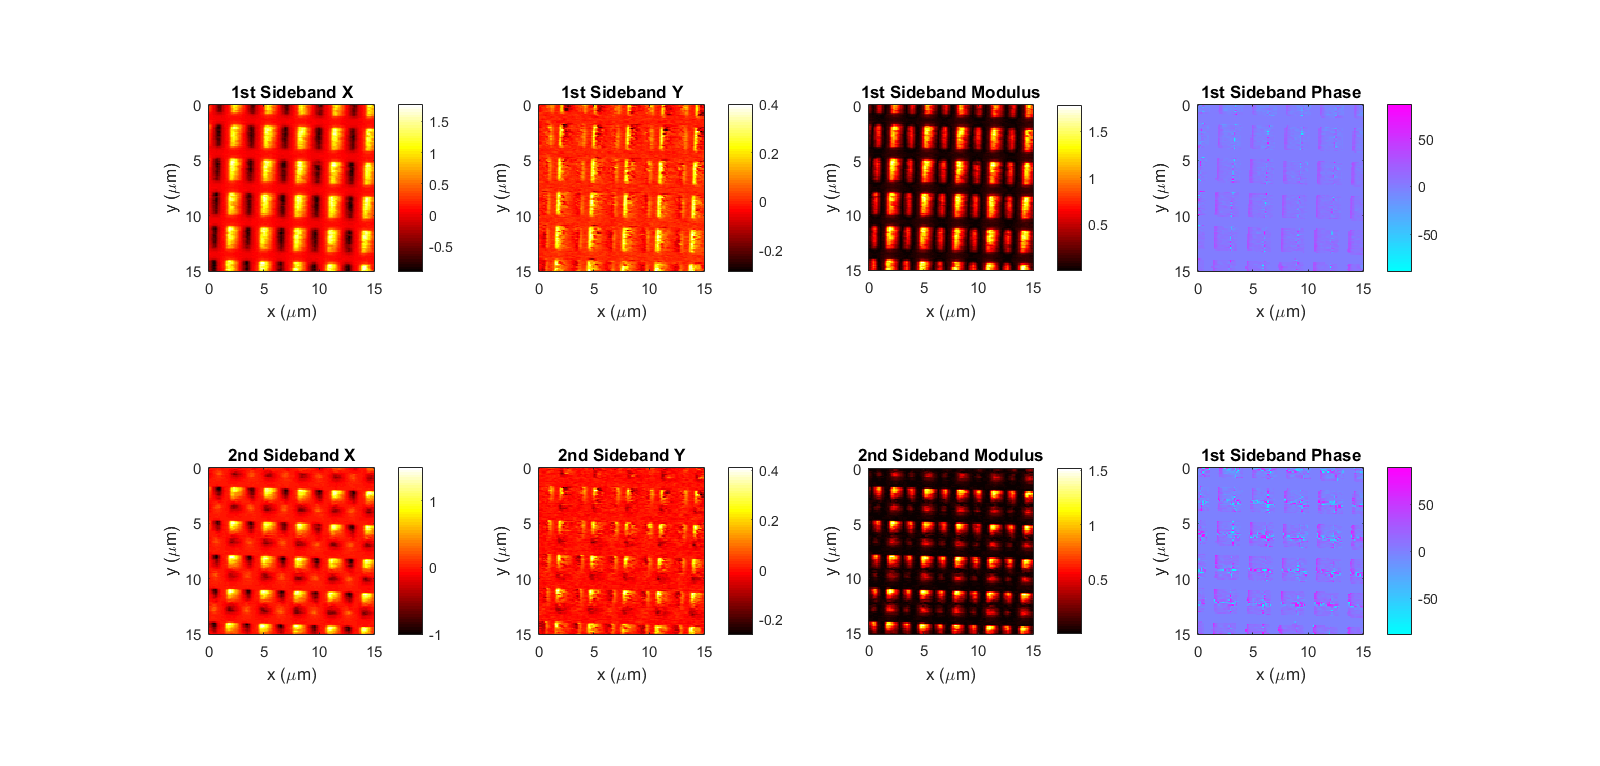 1st Sideband X
1st Sideband Y
1st Sideband Modulus
1st Sideband Phase
0
5
10
15
y (μm)
0 5 10 15
x (μm)
1.5
1
0.5
0
-0.5
0
5
10
15
y (μm)
0 5 10 15
x (μm)
0.4
0.2
0
-0.2
0
5
10
15
y (μm)
0 5 10 15
x (μm)
1.5
1
0.5
0
5
10
15
y (μm)
0 5 10 15
x (μm)
50
0
-50
2nd Sideband X
2nd Sideband Y
2nd Sideband Modulus
1st Sideband Phase
0
5
10
15
y (μm)
0 5 10 15
x (μm)
1
0
-1
0
5
10
15
y (μm)
0 5 10 15
x (μm)
0.4
0.2
0
-0.2
0
5
10
15
y (μm)
0 5 10 15
x (μm)
1.5
1
0.5
0
5
10
15
y (μm)
0 5 10 15
x (μm)
50
0
-50